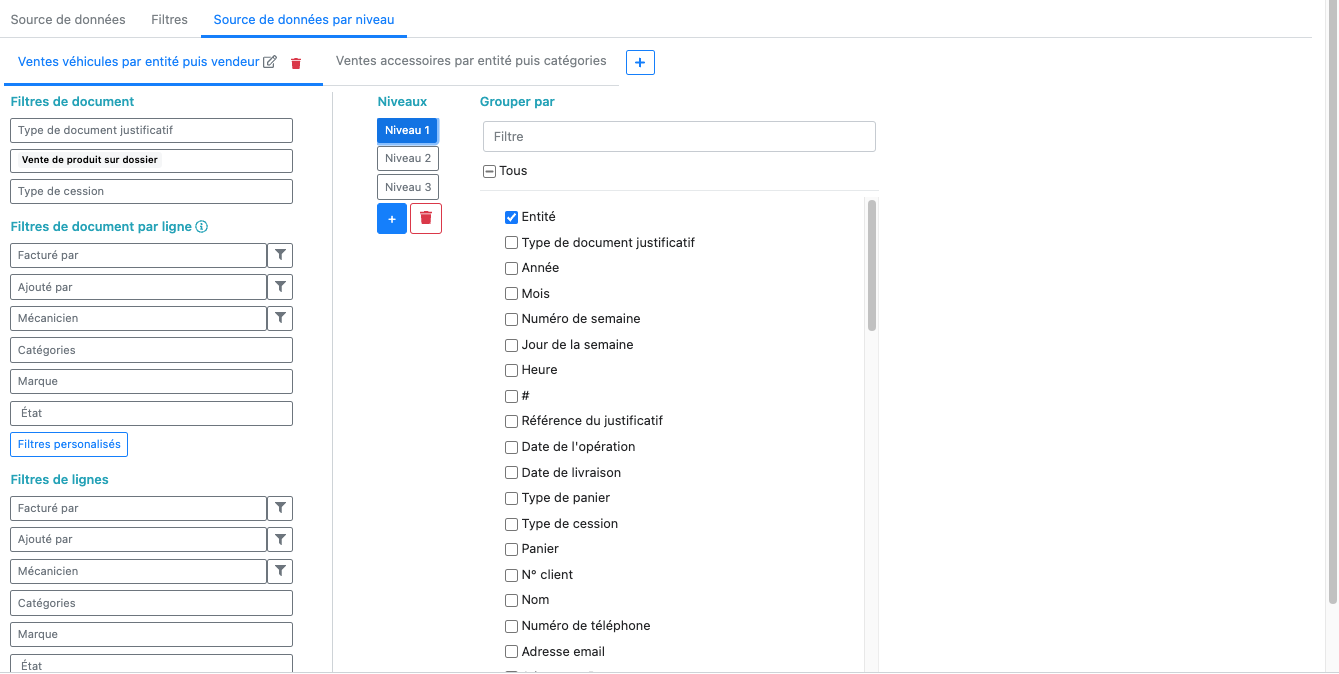 Source de données Filtres Source de données par niveau
Ventes véhicules par entité puis vendeur Ventes accessoires par entité puis catégories +
Filtres de document
Type de document justificatif
Vente de produit sur dossier
Type de cession
Filtres de document par ligne
Facturé par
Ajouté par
Mécanicien
Catégories
Marque
État
Filtres personalisés
Filtres de lignes
Facturé par
Ajouté par
Mécanicien
Catégories
Marque
État
Niveaux
Niveau 1
Niveau 2
Niveau 3
+
Grouper par
Filtre
Tous
Entité
Type de document justificatif
Année
Mois
Numéro de semaine
Jour de la semaine
Heure
#
Référence du justificatif
Date de l'opération
Date de livraison
Type de panier
Type de cession
Panier
N° client
Nom
Numéro de téléphone
Adresse email